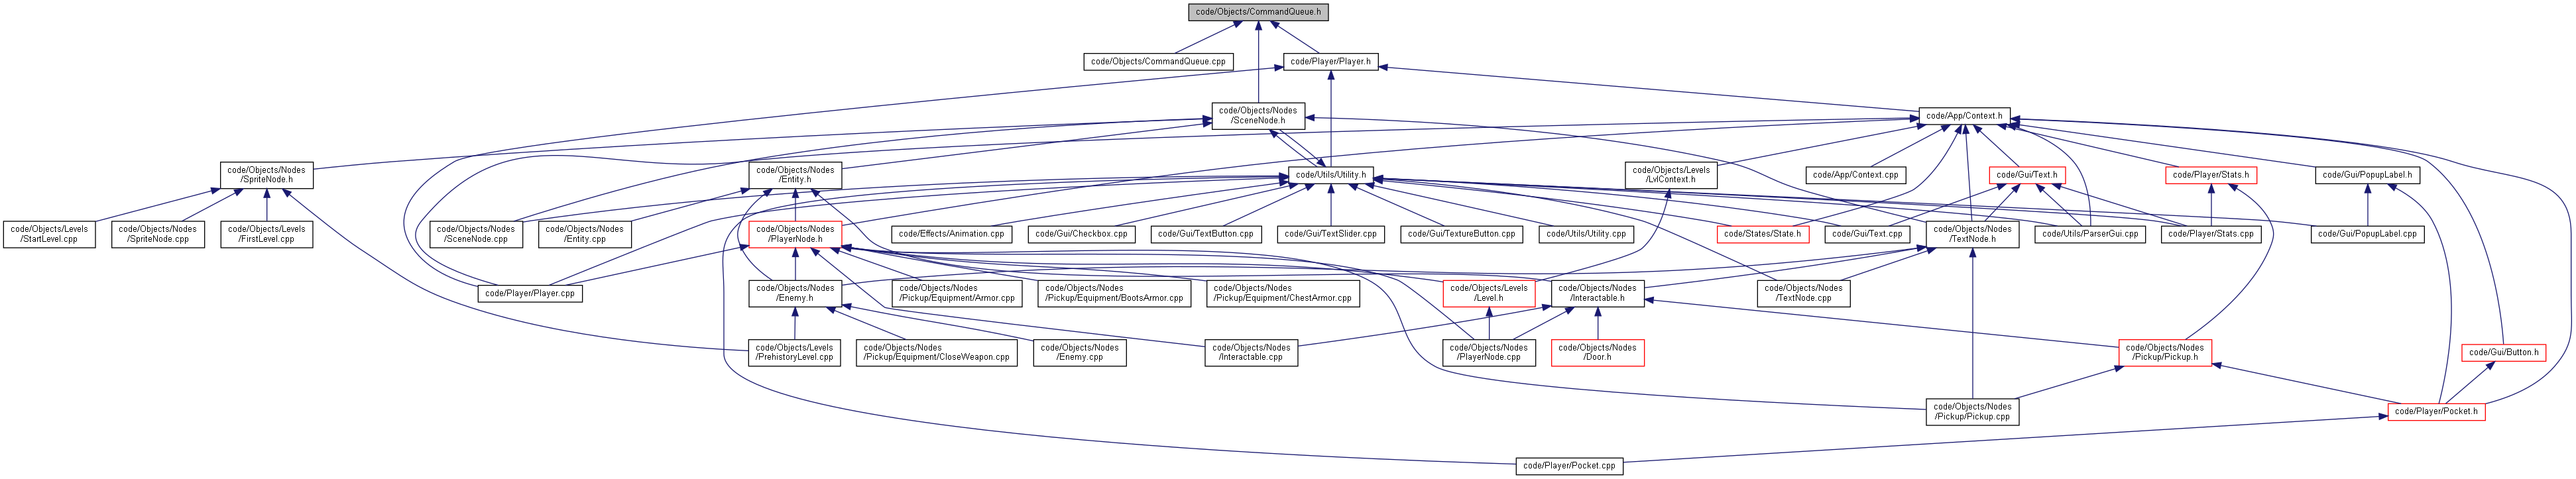 code/Objects/CommandQueue.h
code/Objects/CommandQueue.cpp
code/Player/Player.h
code/Objects/Nodes
/SceneNode.h
code/App/Context.h
code/Objects/Nodes
/SpriteNode.h
code/Objects/Nodes
/Entity.h
code/Utils/Utility.h
code/Objects/Levels
/LvlContext.h
code/App/Context.cpp
code/Gui/Text.h
code/Player/Stats.h
code/Gui/PopupLabel.h
code/Objects/Levels
/StartLevel.cpp
code/Objects/Nodes
/SpriteNode.cpp
code/Objects/Levels
/FirstLevel.cpp
code/Objects/Nodes
/SceneNode.cpp
code/Objects/Nodes
/Entity.cpp
code/Objects/Nodes
/PlayerNode.h
code/Effects/Animation.cpp
code/Gui/Checkbox.cpp
code/Gui/TextButton.cpp
code/Gui/TextSlider.cpp
code/Gui/TextureButton.cpp
code/Utils/Utility.cpp
code/States/State.h
code/Gui/Text.cpp
code/Objects/Nodes
/TextNode.h
code/Utils/ParserGui.cpp
code/Player/Stats.cpp
code/Gui/PopupLabel.cpp
code/Player/Player.cpp
code/Objects/Nodes
/Enemy.h
code/Objects/Nodes
/Pickup/Equipment/Armor.cpp
code/Objects/Nodes
/Pickup/Equipment/BootsArmor.cpp
code/Objects/Nodes
/Pickup/Equipment/ChestArmor.cpp
code/Objects/Levels
/Level.h
code/Objects/Nodes
/Interactable.h
code/Objects/Nodes
/TextNode.cpp
code/Objects/Levels
/PrehistoryLevel.cpp
code/Objects/Nodes
/Pickup/Equipment/CloseWeapon.cpp
code/Objects/Nodes
/Enemy.cpp
code/Objects/Nodes
/Interactable.cpp
code/Objects/Nodes
/PlayerNode.cpp
code/Objects/Nodes
/Door.h
code/Objects/Nodes
/Pickup/Pickup.h
code/Gui/Button.h
code/Objects/Nodes
/Pickup/Pickup.cpp
code/Player/Pocket.h
code/Player/Pocket.cpp